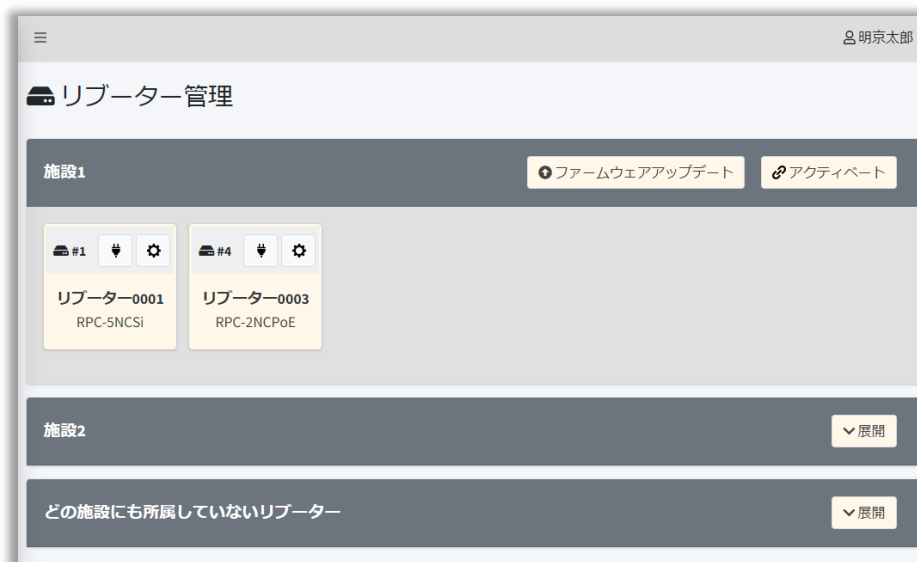 明京太郎
リブーター管理
施設1
ファームウェアアップデート
アクティベート
#1
#4
リブーター0001
リブーター0003
RPC-5NCSi
RPC-2NCPoE
施設2
展開
どの施設にも所属していないリブーター
展開